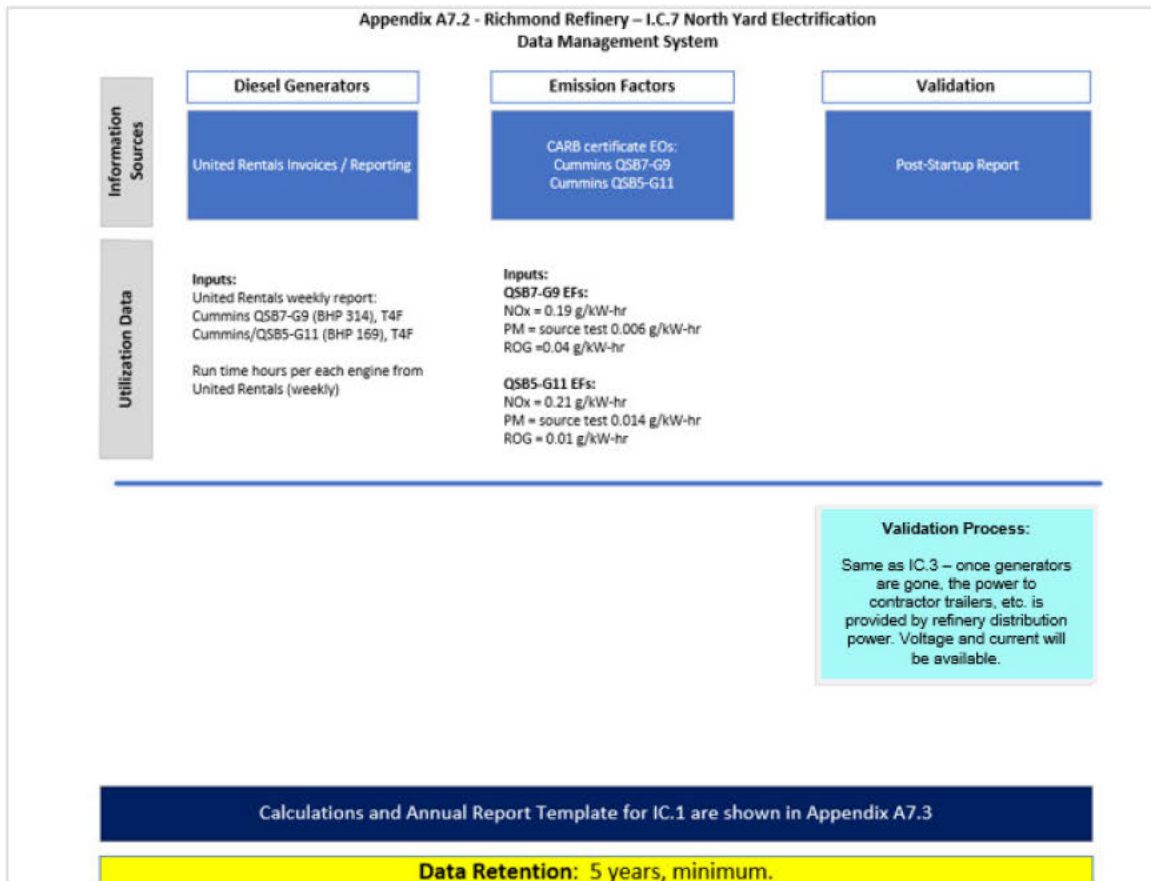 Appendix A7.2 - Richmond Refinery – I.C.7 North Yard Electrification
Data Management System
Information
Sources
Diesel Generators
United Rentals Invoices / Reporting
Emission Factors
CARB certificate EOs:
Cummins QSB7-G9
Cummins QSB5-G11
Validation
Post-Startup Report
Utilization Data
Inputs:
United Rentals weekly report:
Cummins QSB7-G9 (BHP 314), T4F
Cummins/QSB5-G11 (BHP 169), T4F
Run time hours per each engine from
United Rentals (weekly)
Inputs:
QSB7-G9 EFs:
NOx = 0.19 g/kW-hr
PM = source test 0.006 g/kW-hr
ROG =0.04 g/kW-hr
QSB5-G11 EFs:
NOx = 0.21 g/kW-hr
PM = source test 0.014 g/kW-hr
ROG = 0.01 g/kW-hr
Validation Process:
Same as IC.3 – once generators
are gone, the power to
contractor trailers, etc. is
provided by refinery distribution
power. Voltage and current will
be available.
Calculations and Annual Report Template for IC.1 are shown in Appendix A7.3
Data Retention: 5 years, minimum.